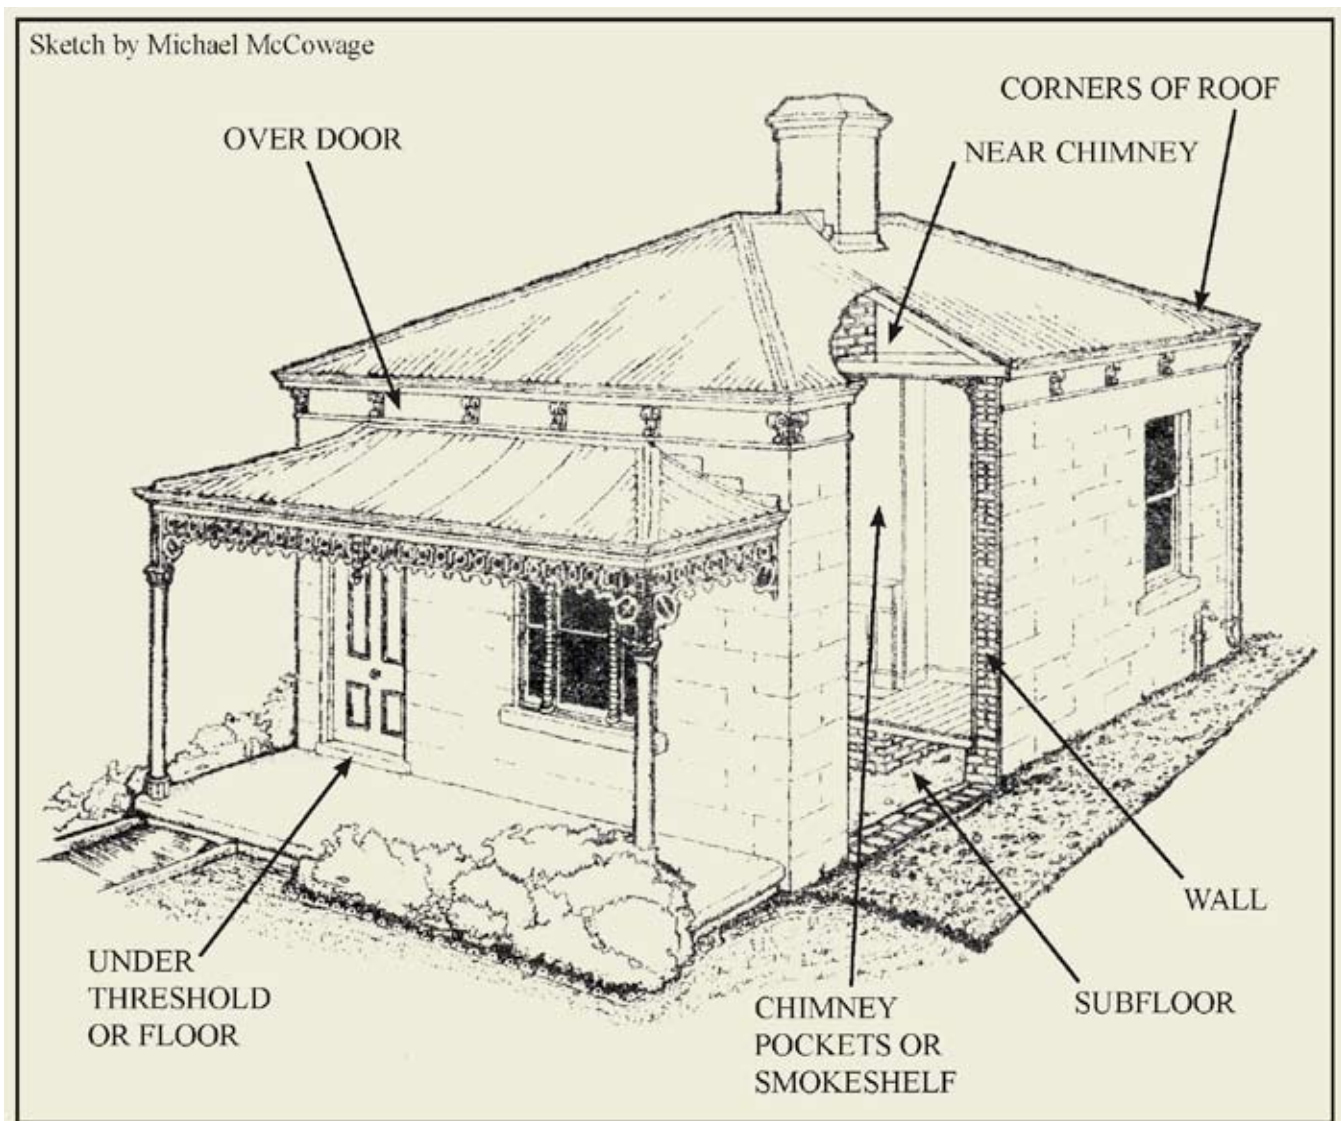 Sketch by Michael McCowage
CORNERS OF ROOF
OVER DOOR
NEAR CHIMNEY
WALL
UNDER
THRESHOLD
OR FLOOR
CHIMNEY
POCKETS OR
SMOKESHELF
SUBFLOOR